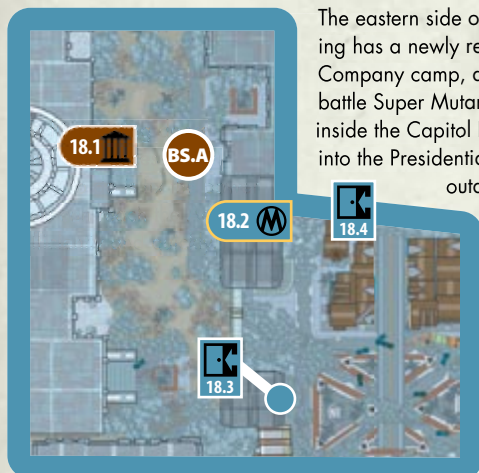 The eastern side o
ing has a newly re
Company camp, a
battle Super Mutan
inside the Capitol
into the Presidentia
outd
18.1
BS.A
18.2
18.4
18.3